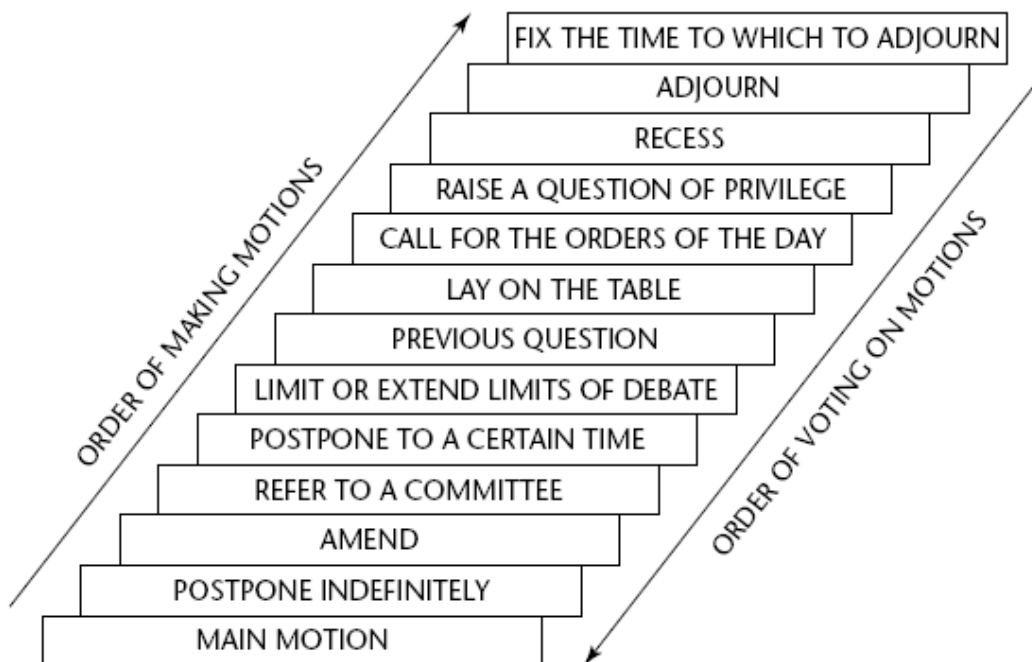 FIX THE TIME TO WHICH TO ADJOURN
ADJOURN
RECESS
RAISE A QUESTION OF PRIVILEGE
CALL FOR THE ORDERS OF THE DAY
LAY ON THE TABLE
PREVIOUS QUESTION
LIMIT OR EXTEND LIMITS OF DEBATE
POSTPONE TO A CERTAIN TIME
REFER TO A COMMITTEE
AMEND
POSTPONE INDEFINITELY
MAIN MOTION
ORDER OF MAKING MOTIONS
ORDER OF VOTING ON MOTIONS